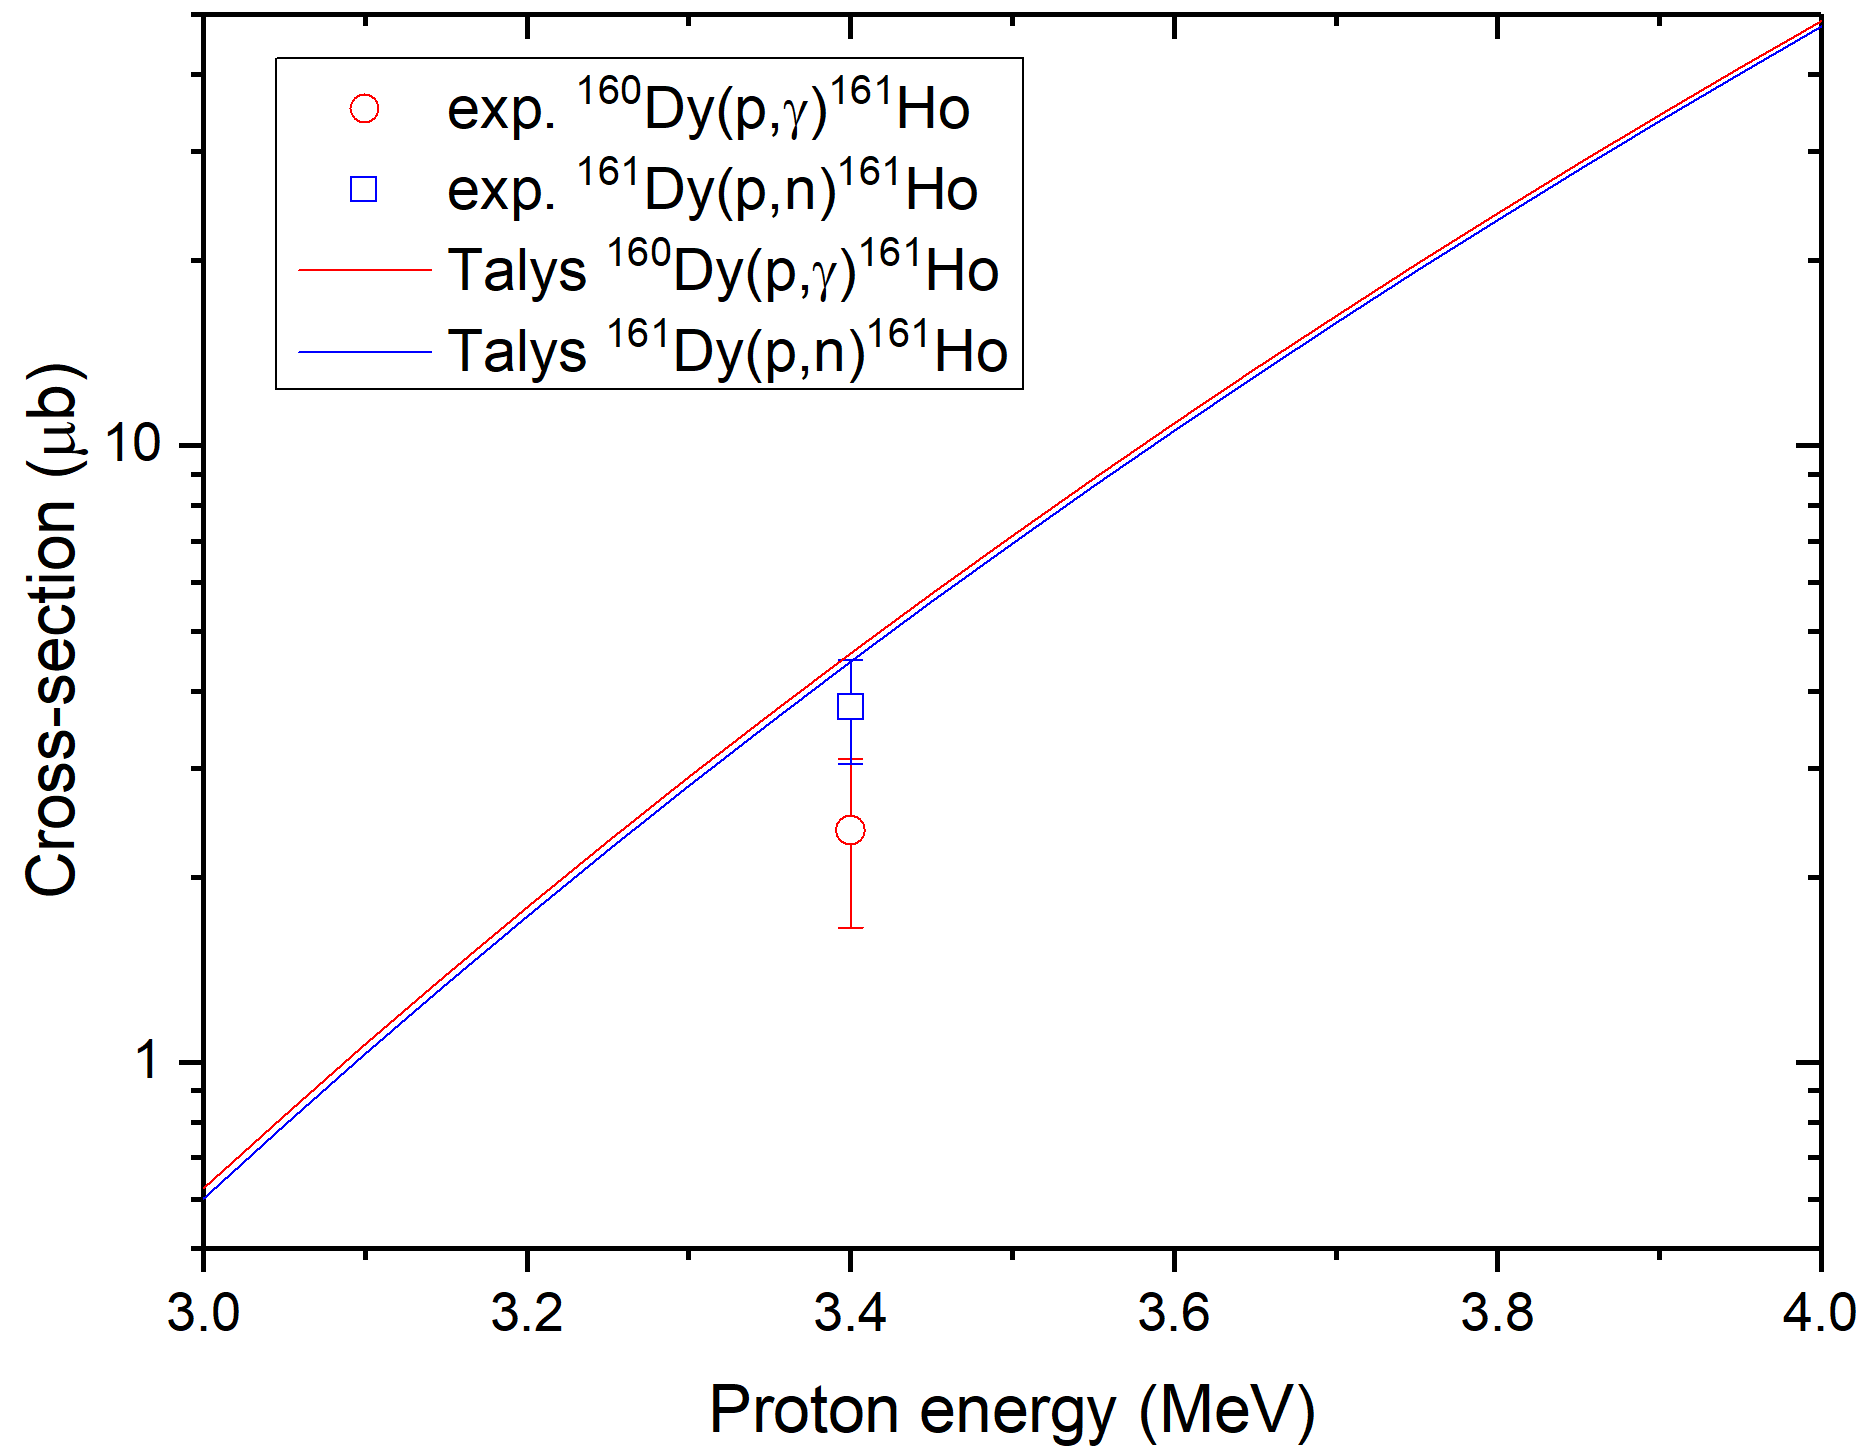 exp. ¹⁶⁰Dy(p,γ)¹⁶¹Ho
exp. ¹⁶¹Dy(p,n)¹⁶¹Ho
Talys ¹⁶⁰Dy(p,γ)¹⁶¹Ho
Talys ¹⁶¹Dy(p,n)¹⁶¹Ho
Cross-section (μb)
10
1
3.0 3.2 3.4 3.6 3.8 4.0
Proton energy (MeV)